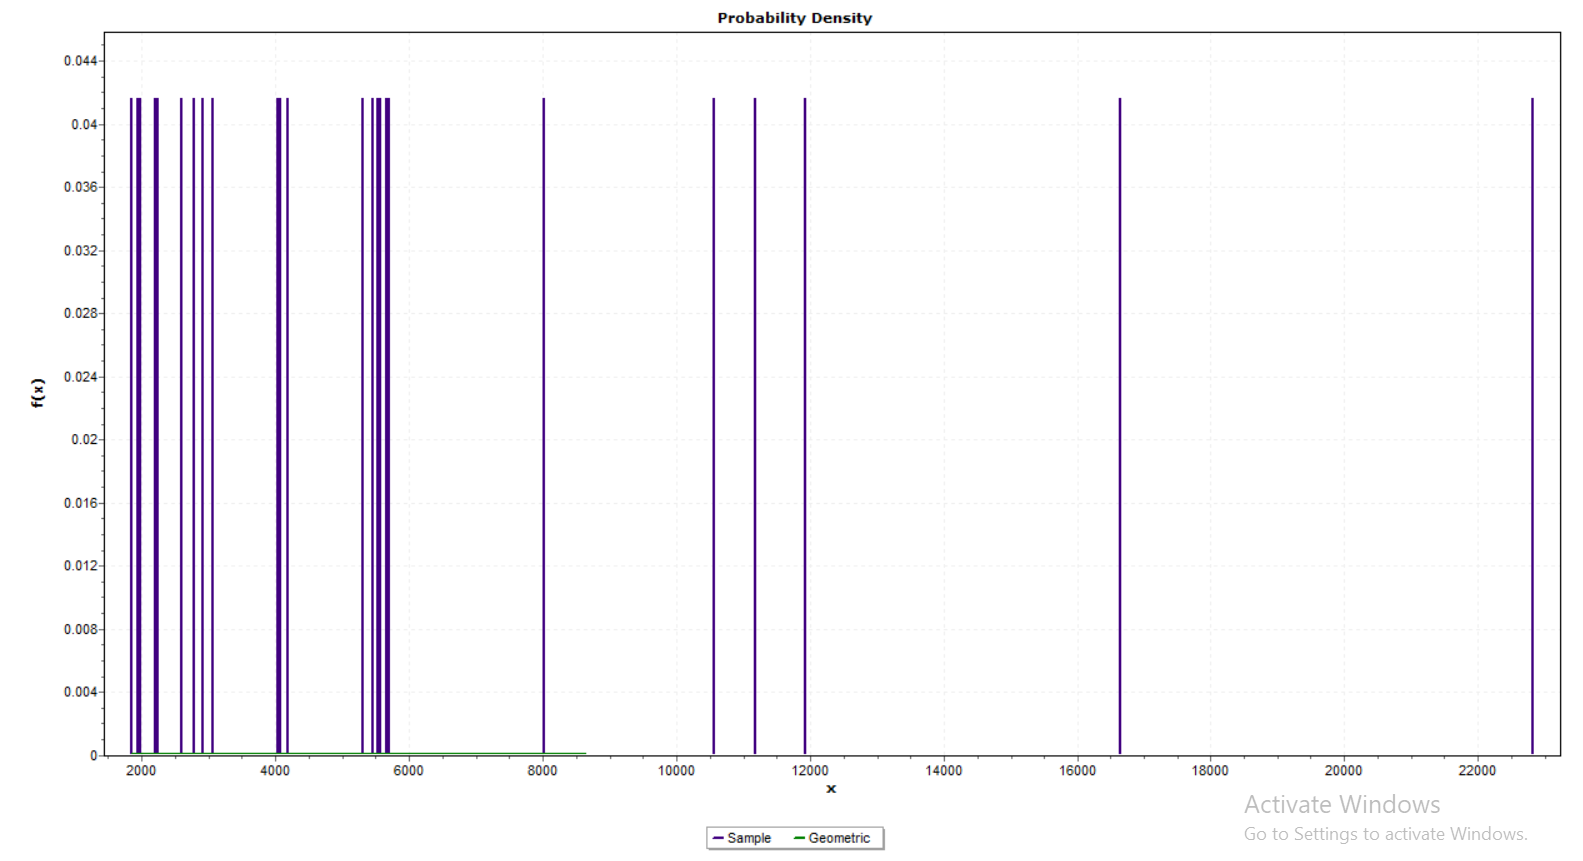 Probability Density
0.044
0.04
0.036
0.032
0.028
0.024
0.02
0.016
0.012
0.008
0.004
0
f(x)
2000 4000 6000 8000 10000 12000 14000 16000 18000 20000 22000
x
Activate Windows
Go to Settings to activate Windows.
Sample Geometric